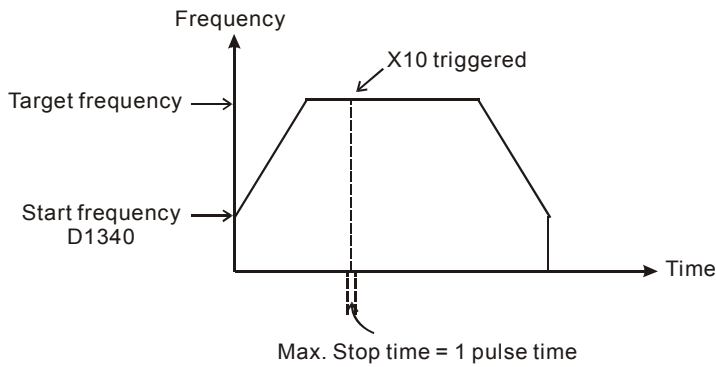 Frequency
X10 triggered
Target frequency
Start frequency
D1340
Time
Max. Stop time = 1 pulse time